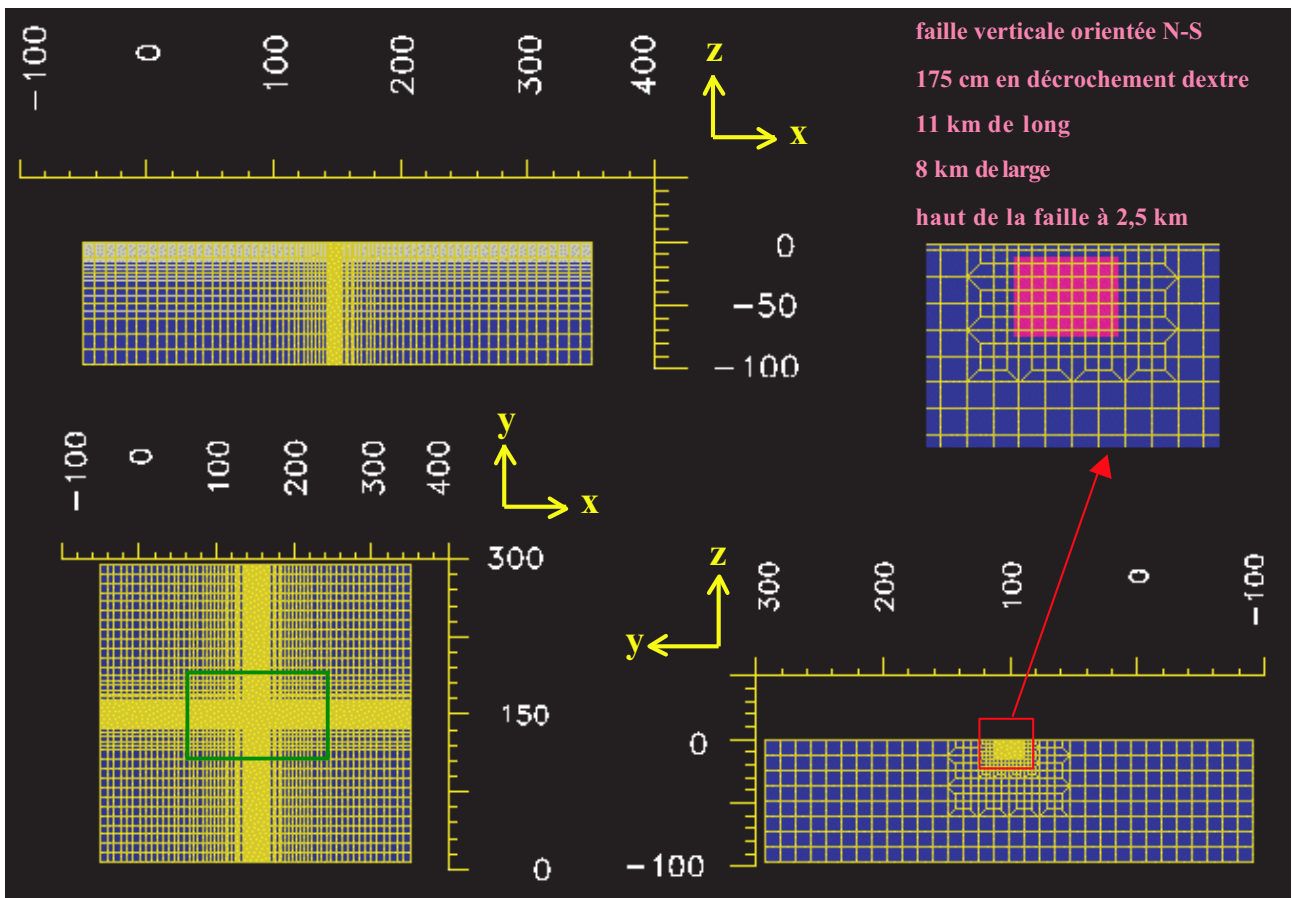 −100
0
100
200
300
400
z
x
0
−50
−100
faille verticale orientée N-S
175 cm en décrochement dextre
11 km de long
8 km de large
haut de la faille à 2,5 km
−100
0
100
200
300
400
y
x
300
150
0
z
y
300
200
100
0
−100
0
−100